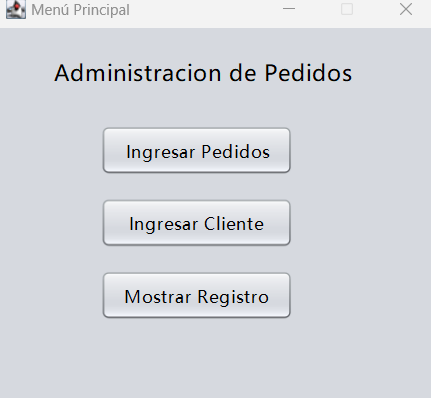 Menú Principal
Administracion de Pedidos
Ingresar Pedidos
Ingresar Cliente
Mostrar Registro